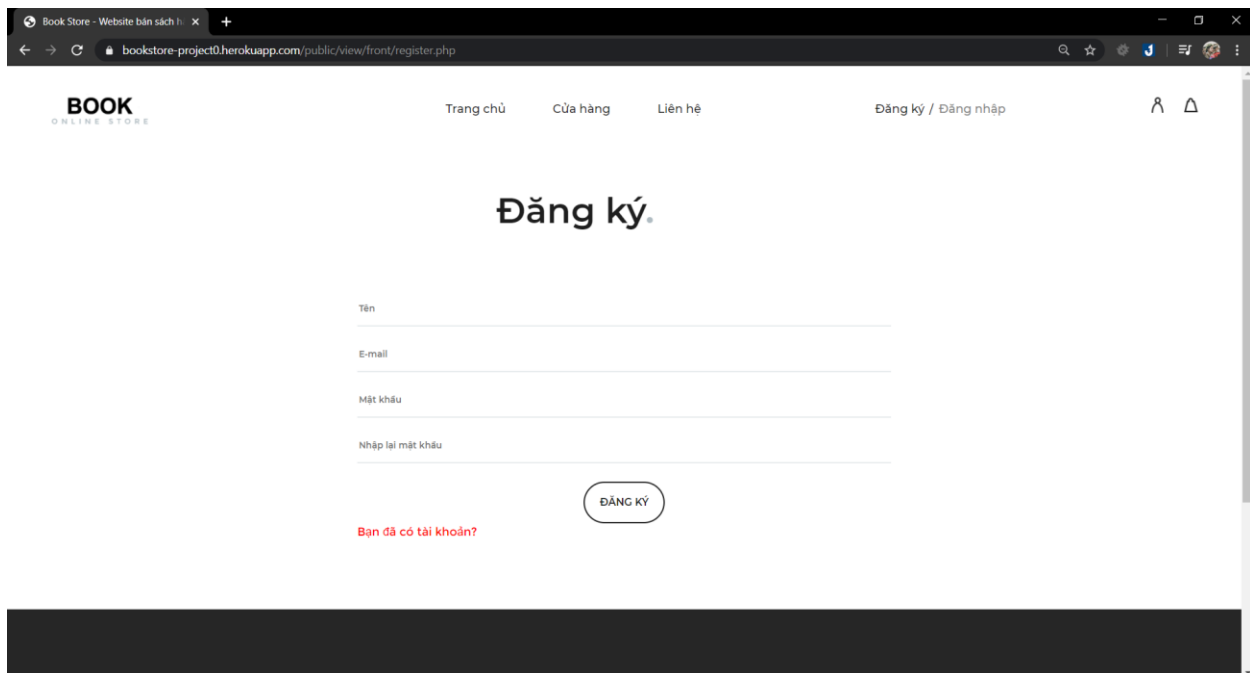 Book Store - Website bán sách h
bookstore-project0.herokuapp.com/public/view/front/register.php
BOOK
ONLINE STORE
Trang chủ Cửa hàng Liên hệ Đăng ký / Đăng nhập
Đăng ký.
Tên
E-mail
Mật khẩu
Nhập lại mật khẩu
ĐĂNG KÝ
Bạn đã có tài khoản?